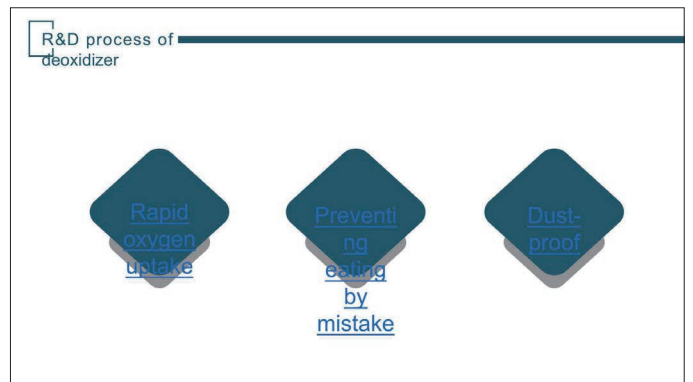 R&D process of
deoxidizer
Rapid
oxygen
uptake
Preventi
ng
eating
by
mistake
Dust-
proof